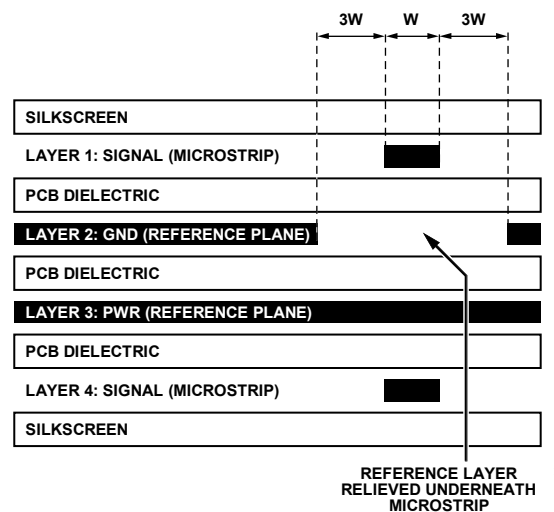 3W W 3W
SILKSCREEN
LAYER 1: SIGNAL (MICROSTRIP)
PCB DIELECTRIC
LAYER 2: GND (REFERENCE PLANE)
PCB DIELECTRIC
LAYER 3: PWR (REFERENCE PLANE)
PCB DIELECTRIC
LAYER 4: SIGNAL (MICROSTRIP)
SILKSCREEN
REFERENCE LAYER
RELIEVED UNDERNEATH
MICROSTRIP